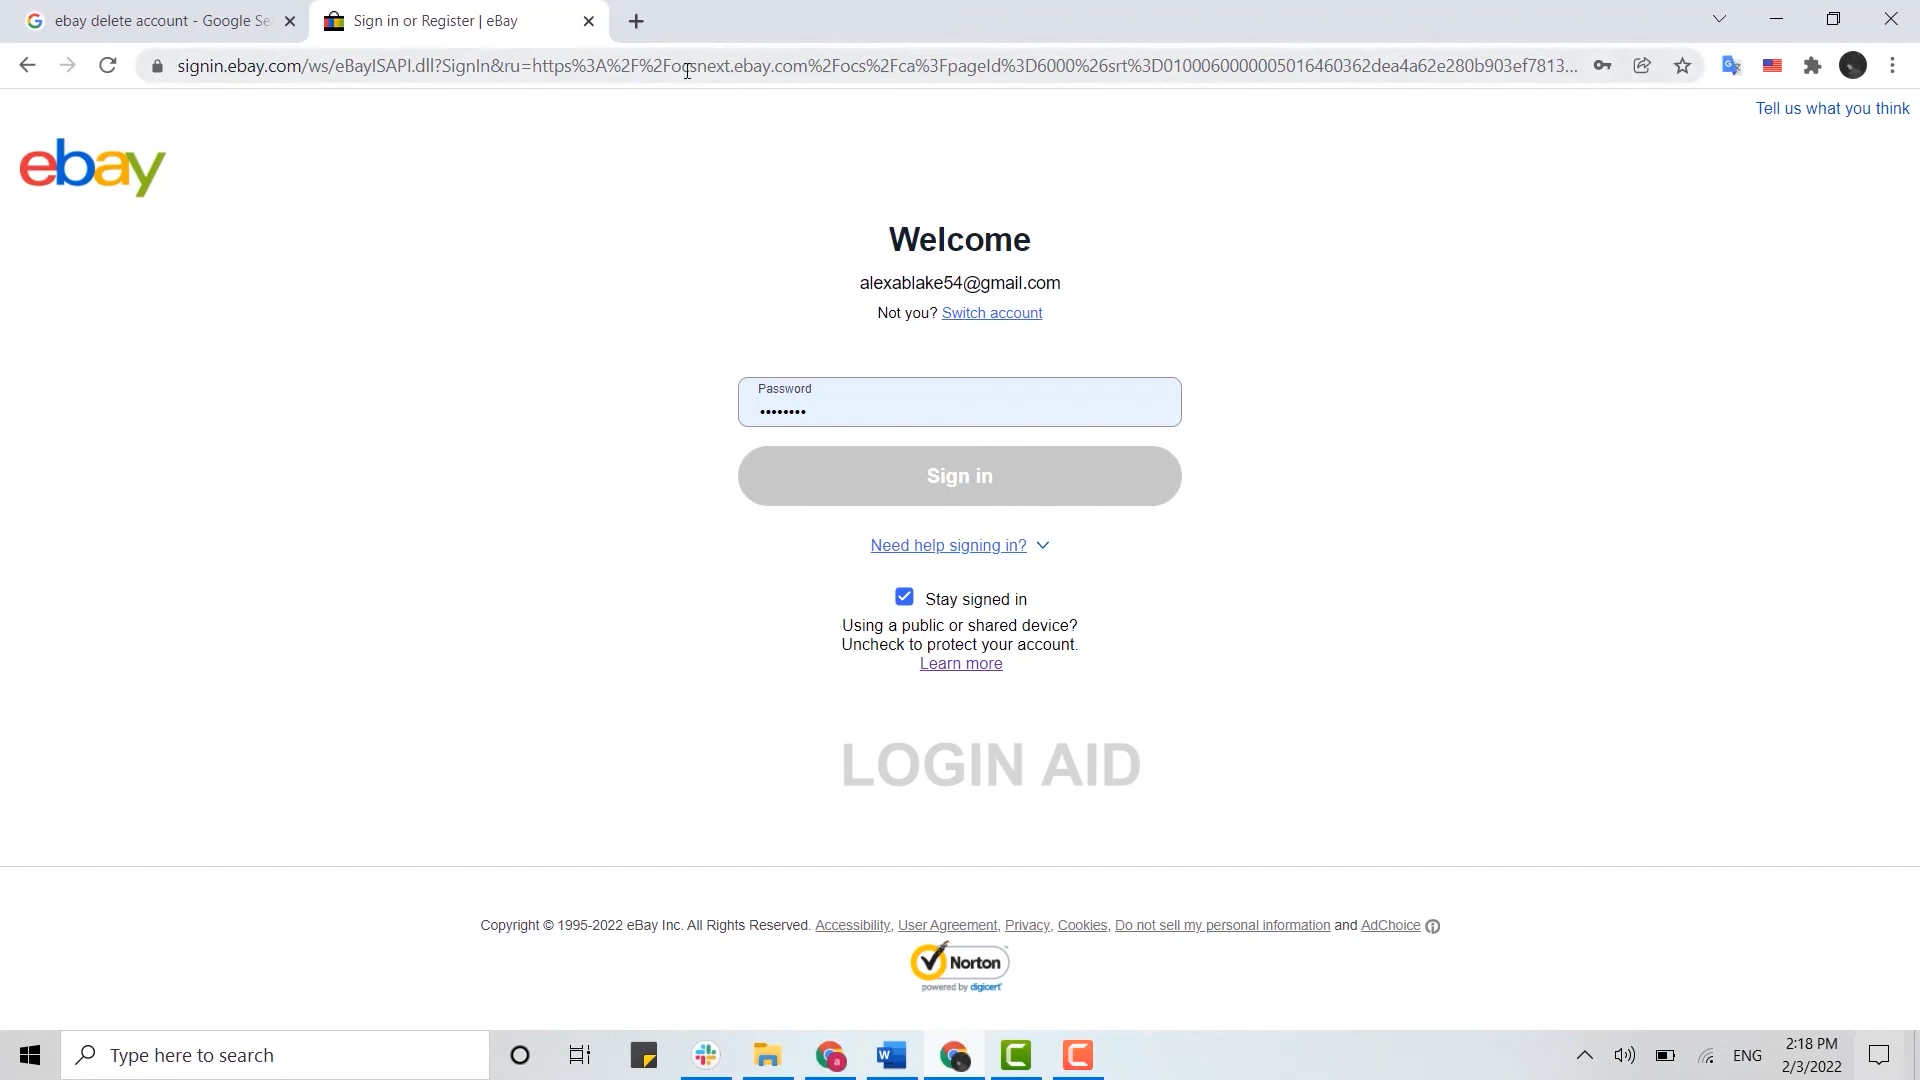 ebay delete account - Google Se
Sign in or Register | eBay
signin.ebay.com/ws/eBayISAPI.dll?SignIn&ru=https%3A%2F%2Focsnext.ebay.com%2Focs%2Fca%3FpageId%3D6000%26srt%3D01000600000005016460362dea4a62e280b903ef7813...
Tell us what you think
ebay
Welcome
alexablake54@gmail.com
Not you? Switch account
Password
Sign in
Need help signing in?
Stay signed in
Using a public or shared device?
Uncheck to protect your account.
Learn more
LOGIN AID
Copyright © 1995-2022 eBay Inc. All Rights Reserved. Accessibility, User Agreement, Privacy, Cookies, Do not sell my personal information and AdChoice
Norton
powered by digicert
Type here to search
ENG
2:18 PM
2/3/2022